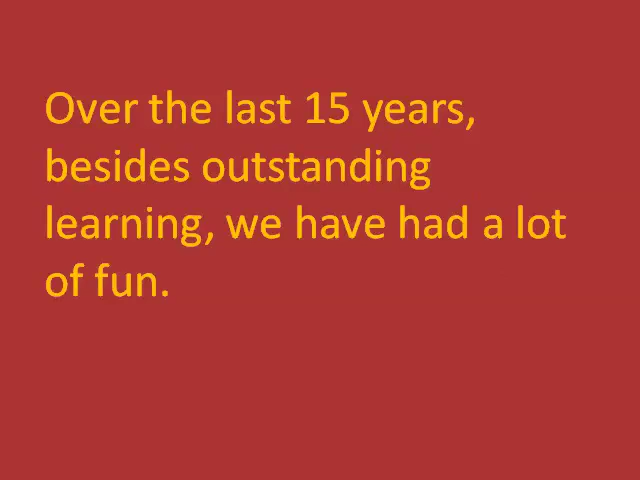 Over the last 15 years,
besides outstanding
learning, we have had a lot
of fun.